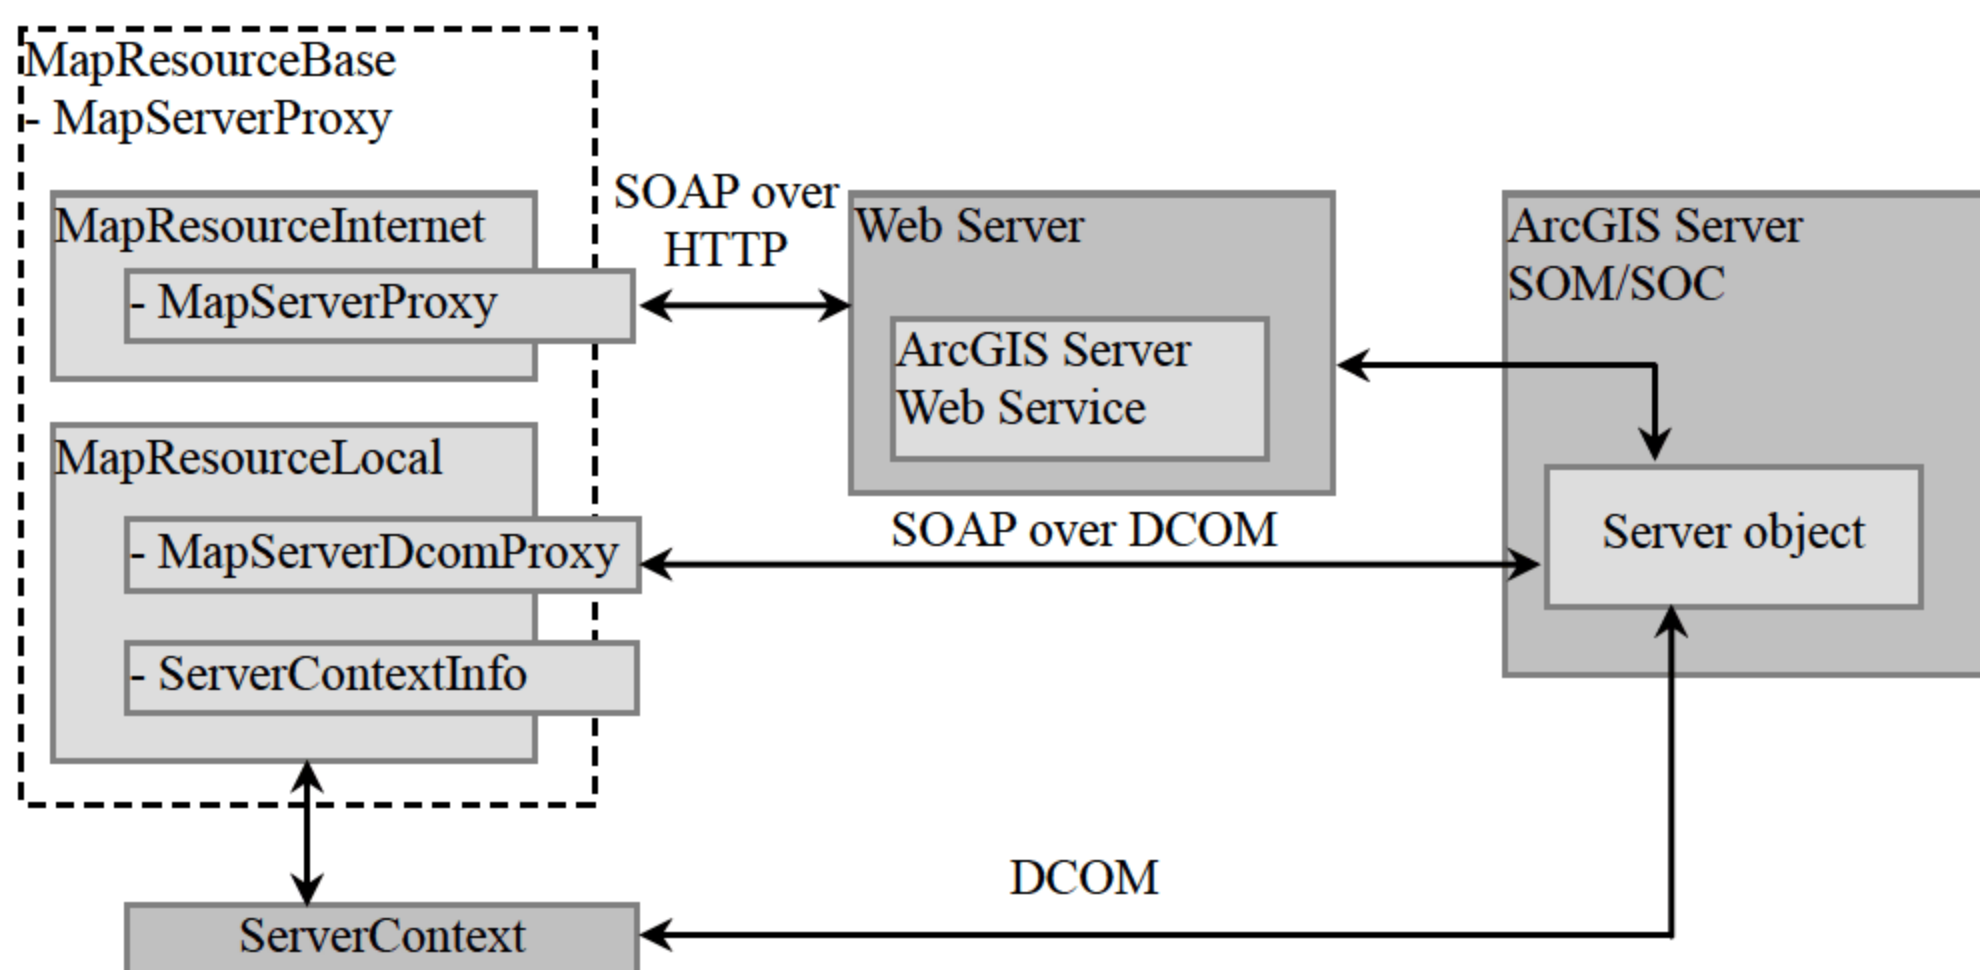 MapResourceBase
- MapServerProxy
MapResourceInternet
- MapServerProxy
SOAP over
HTTP
Web Server
ArcGIS Server
Web Service
ArcGIS Server
SOM/SOC
Server object
MapResourceLocal
- MapServerDcomProxy
- ServerContextInfo
SOAP over DCOM
DCOM
ServerContext